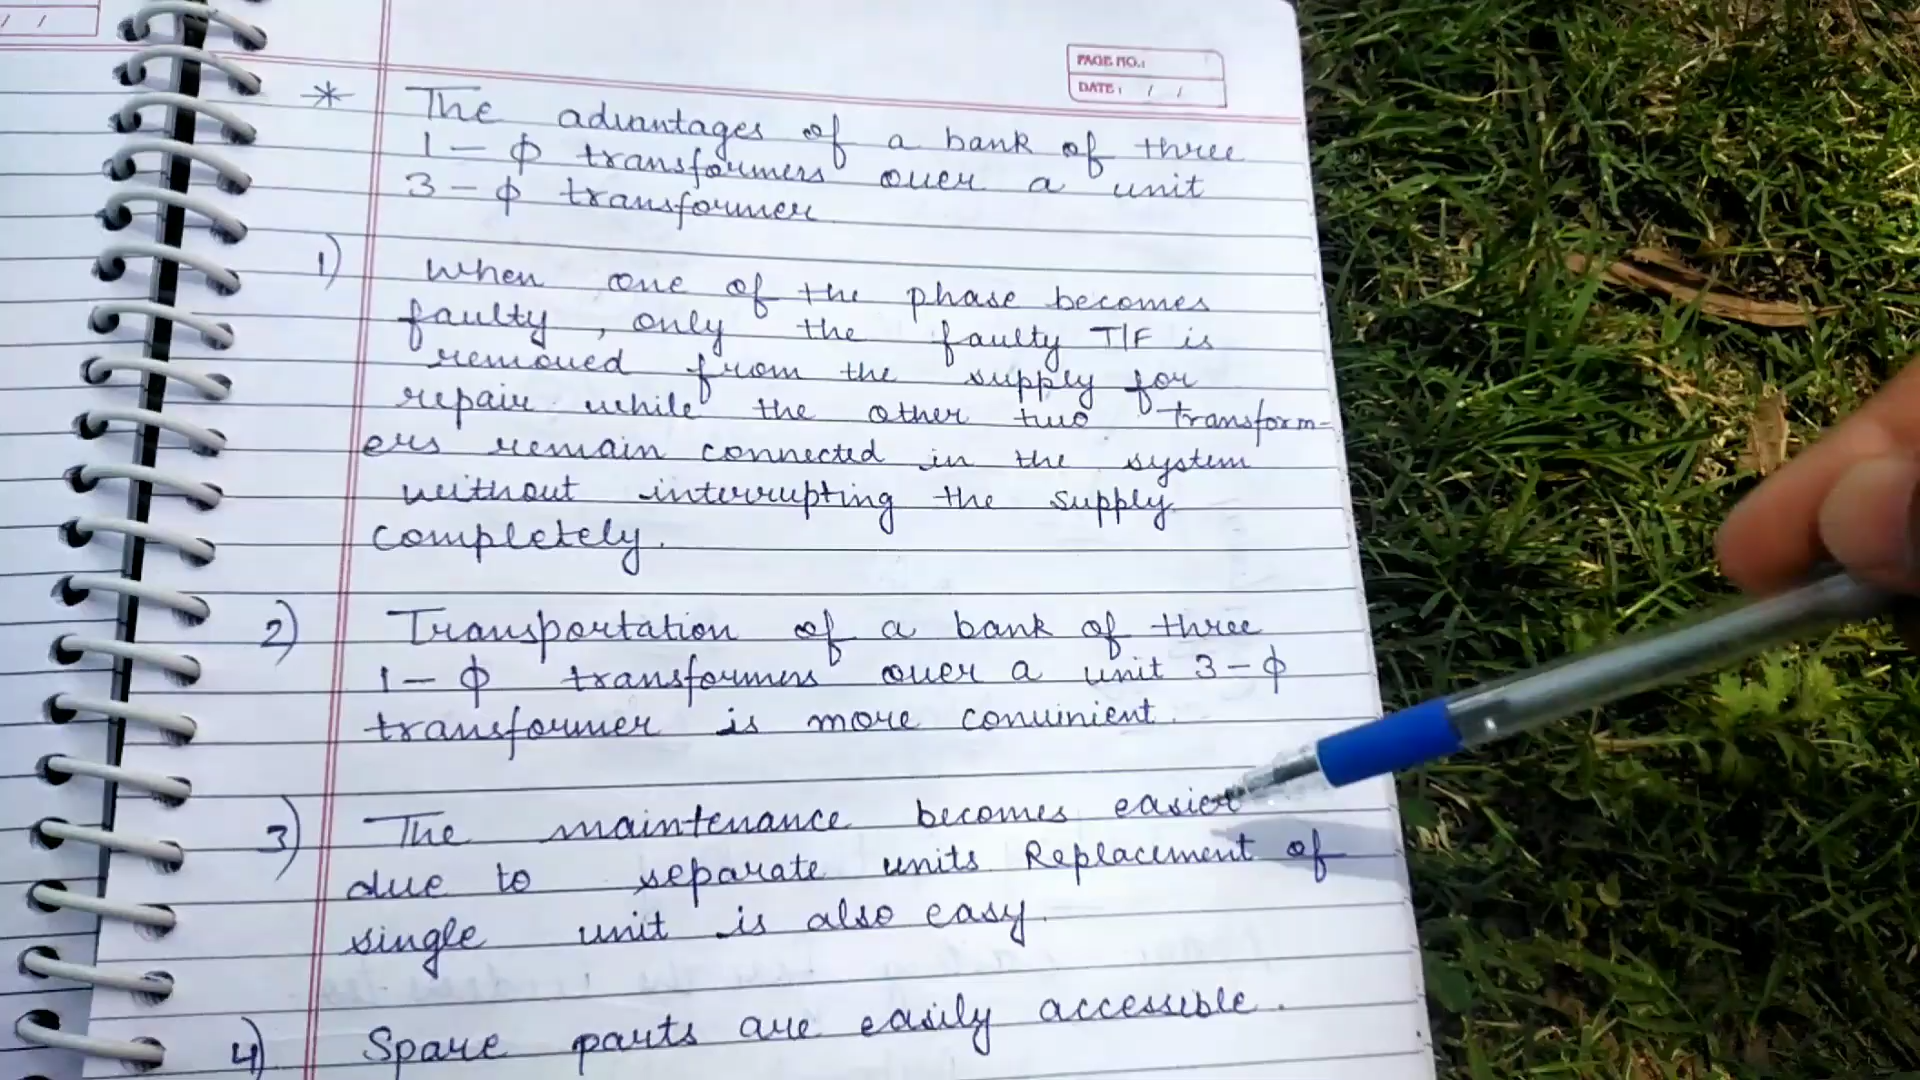 / /
PAGE NO.:
DATE: / /
* The advantages of a bank of three
1-ϕ transformers over a unit
3-ϕ transformer
1) When one of the phase becomes
faulty, only the faulty T/F is
removed from the supply for
repair while the other two transform-
ers remain connected in the system
without interrupting the supply
completely.
2) Transportation of a bank of three
1-ϕ transformers over a unit 3-ϕ
transformer is more convinient.
3) The maintenance becomes easier
due to separate units Replacement of
single unit is also easy.
4) Spare parts are easily accessible.